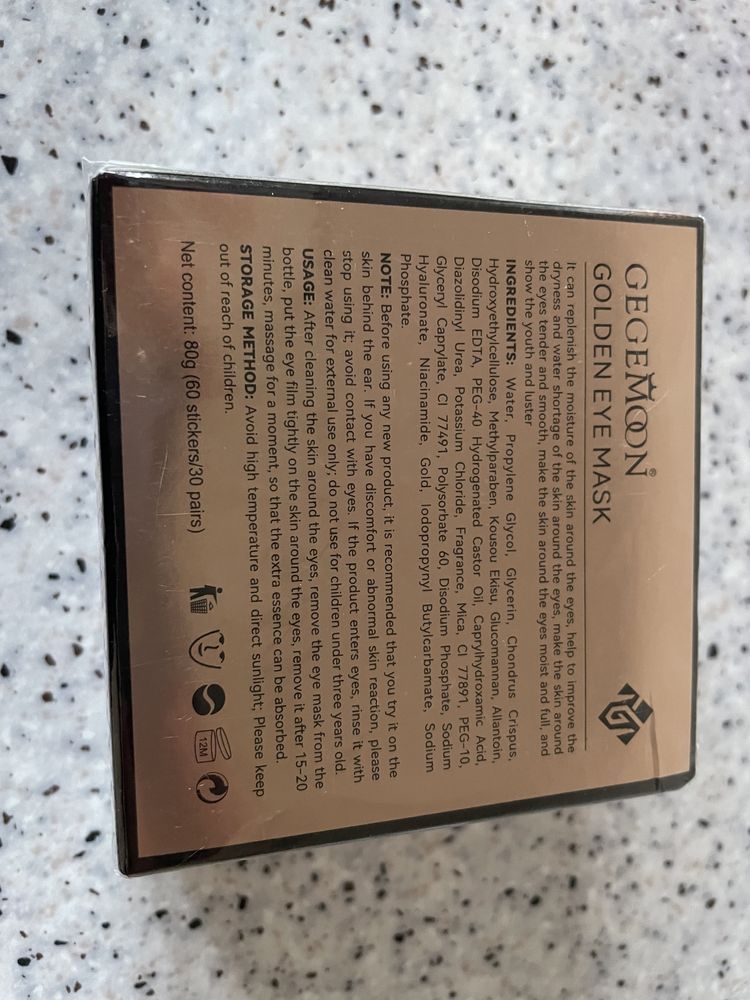 GEGEMOON®
GOLDEN EYE MASK
It can replenish the moisture of the skin around the eyes, help to improve the
dryness and water shortage of the skin around the eyes, make the skin around
the eyes tender and smooth, make the skin around the eyes moist and full, and
show the youth and luster
INGREDIENTS: Water, Propylene Glycol, Glycerin, Chondrus Crispus,
Hydroxyethylcellulose, Methylparaben, Kousou Ekisu, Glucomannan, Allantoin,
Disodium EDTA, PEG-40 Hydrogenated Castor Oil, Caprylhydroxamic Acid,
Diazolidinyl Urea, Potassium Chloride, Fragrance, Mica, CI 77891, PEG-10,
Glyceryl Caprylate, CI 77491, Polysorbate 60, Disodium Phosphate, Sodium
Hyaluronate, Niacinamide, Gold, Iodopropynyl Butylcarbamate, Sodium
Phosphate.
NOTE: Before using any new product, it is recommended that you try it on the
skin behind the ear. If you have discomfort or abnormal skin reaction, please
stop using it; avoid contact with eyes. If the product enters eyes, rinse it with
clean water for external use only; do not use for children under three years old.
USAGE: After cleaning the skin around the eyes, remove the eye mask from the
bottle, put the eye film tightly on the skin around the eyes, remove it after 15-20
minutes, massage for a moment, so that the extra essence can be absorbed.
STORAGE METHOD: Avoid high temperature and direct sunlight; Please keep
out of reach of children.
Net content: 80g (60 stickers/30 pairs)
12M